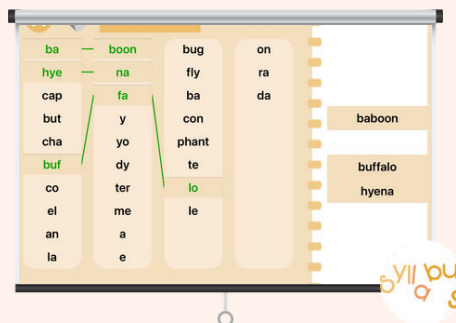 ba
hye
cap
but
cha
buf
co
el
an
la
boon
na
fa
y
yo
dy
ter
me
a
e
bug
fly
ba
con
phant
te
lo
le
on
ra
da
baboon
buffalo
hyena